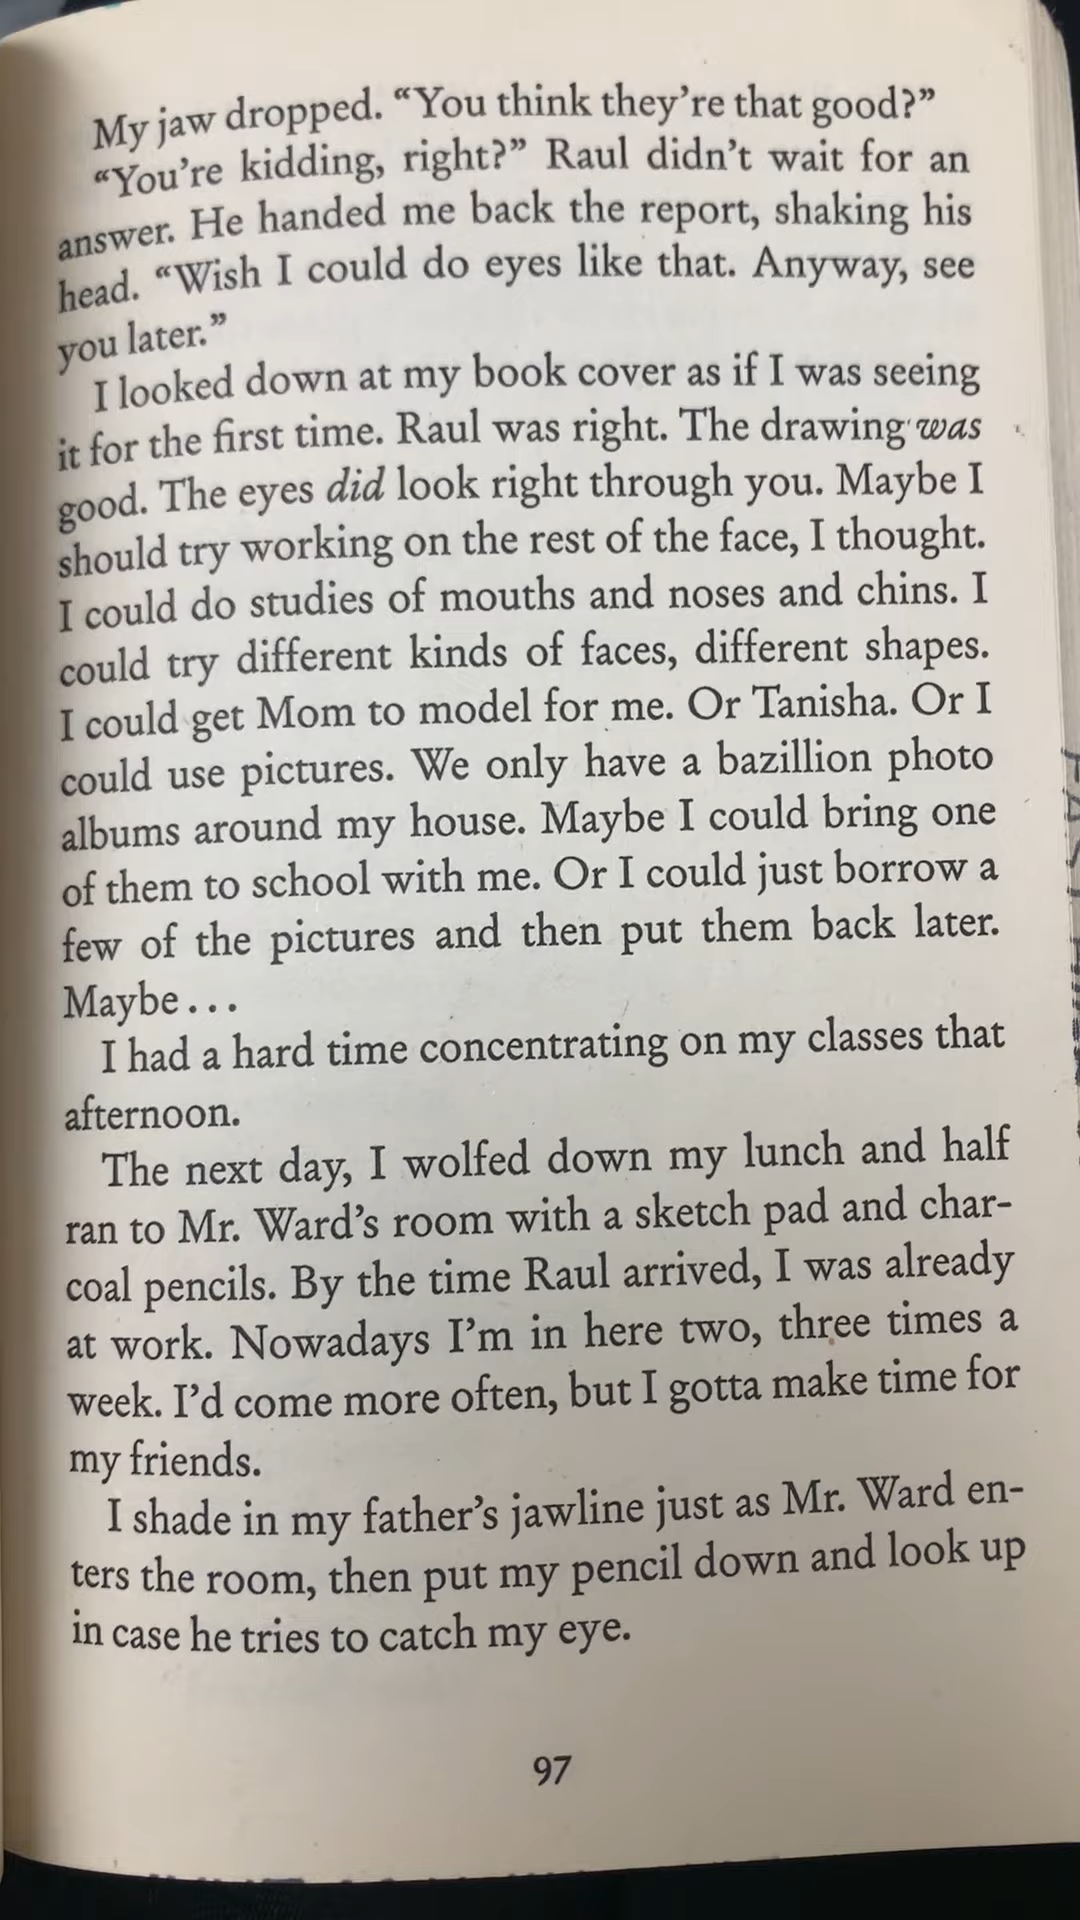 My jaw dropped. “You think they’re that good?”
“You’re kidding, right?” Raul didn’t wait for an
answer. He handed me back the report, shaking his
head. “Wish I could do eyes like that. Anyway, see
you later.”
I looked down at my book cover as if I was seeing
it for the first time. Raul was right. The drawing was
good. The eyes did look right through you. Maybe I
should try working on the rest of the face, I thought.
I could do studies of mouths and noses and chins. I
could try different kinds of faces, different shapes.
I could get Mom to model for me. Or Tanisha. Or I
could use pictures. We only have a bazillion photo
albums around my house. Maybe I could bring one
of them to school with me. Or I could just borrow a
few of the pictures and then put them back later.
Maybe . . .
I had a hard time concentrating on my classes that
afternoon.
The next day, I wolfed down my lunch and half
ran to Mr. Ward’s room with a sketch pad and char-
coal pencils. By the time Raul arrived, I was already
at work. Nowadays I’m in here two, three times a
week. I’d come more often, but I gotta make time for
my friends.
I shade in my father’s jawline just as Mr. Ward en-
ters the room, then put my pencil down and look up
in case he tries to catch my eye.
97